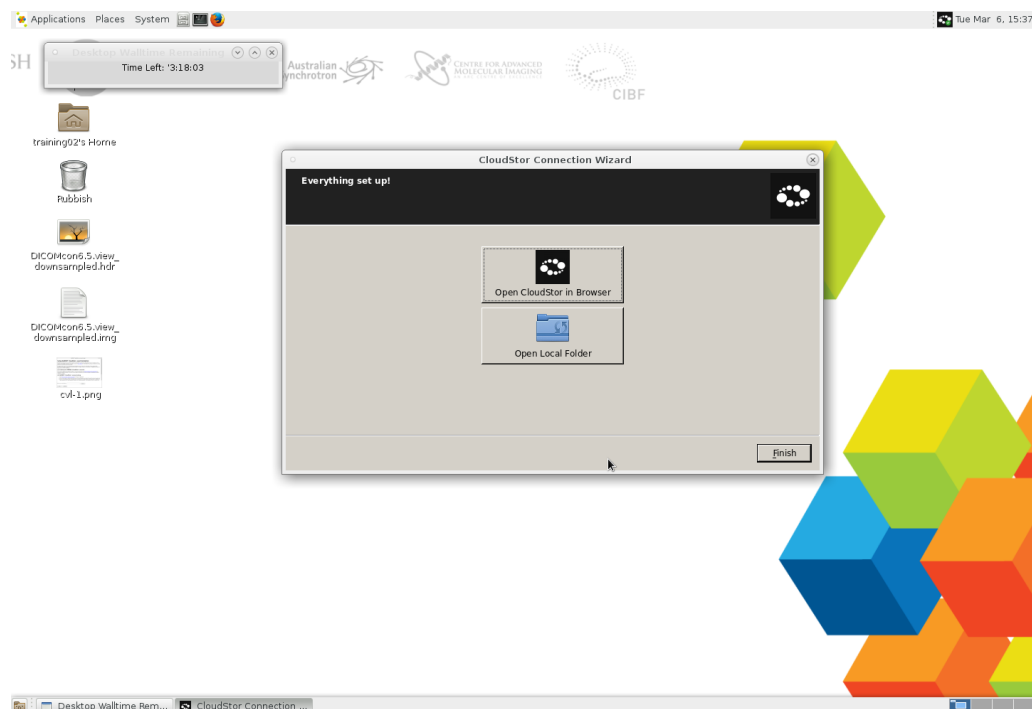 Applications Places System
Tue Mar 6, 15:37
SH
Desktop Walltime Remaining
Time Left: '3:18:03
Australian
Synchrotron
CENTRE FOR ADVANCED
MOLECULAR IMAGING
CIBF
training02's Home
Rubbish
DICOMcon6.5.view_
downsampled.hdr
DICOMcon6.5.view_
downsampled.img
cvl-1.png
CloudStor Connection Wizard
Everything set up!
Open CloudStor in Browser
Open Local Folder
Finish
Desktop Walltime Rem...
CloudStor Connection ...